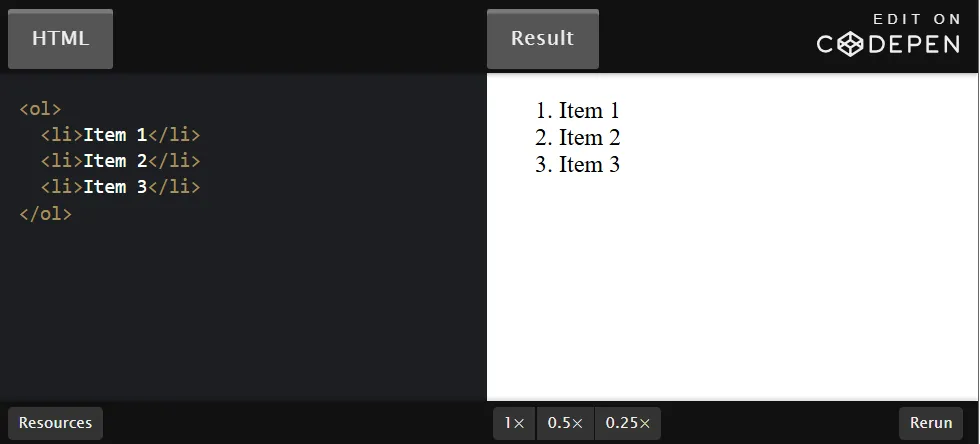 HTML
Result
EDIT ON
CODEPEN
<ol>
  <li>Item 1</li>
  <li>Item 2</li>
  <li>Item 3</li>
</ol>
1. Item 1
2. Item 2
3. Item 3
Resources
1× 0.5× 0.25×
Rerun